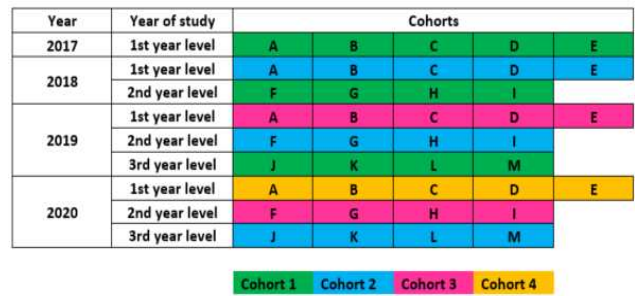 Year Year of study Cohorts
2017 1st year level A B C D E
2018 1st year level A B C D E
2nd year level F G H I
2019 1st year level A B C D E
2nd year level F G H I
3rd year level J K L M
2020 1st year level A B C D E
2nd year level F G H I
3rd year level J K L M
Cohort 1 Cohort 2 Cohort 3 Cohort 4